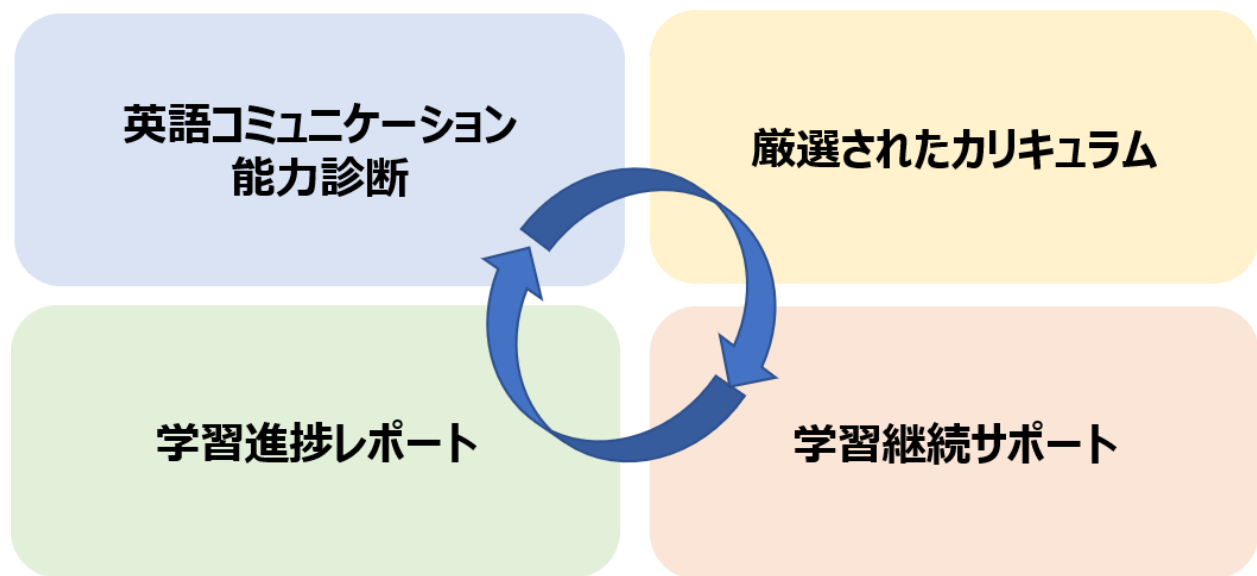 英語コミュニケーション
能力診断
厳選されたカリキュラム
学習進捗レポート
学習継続サポート